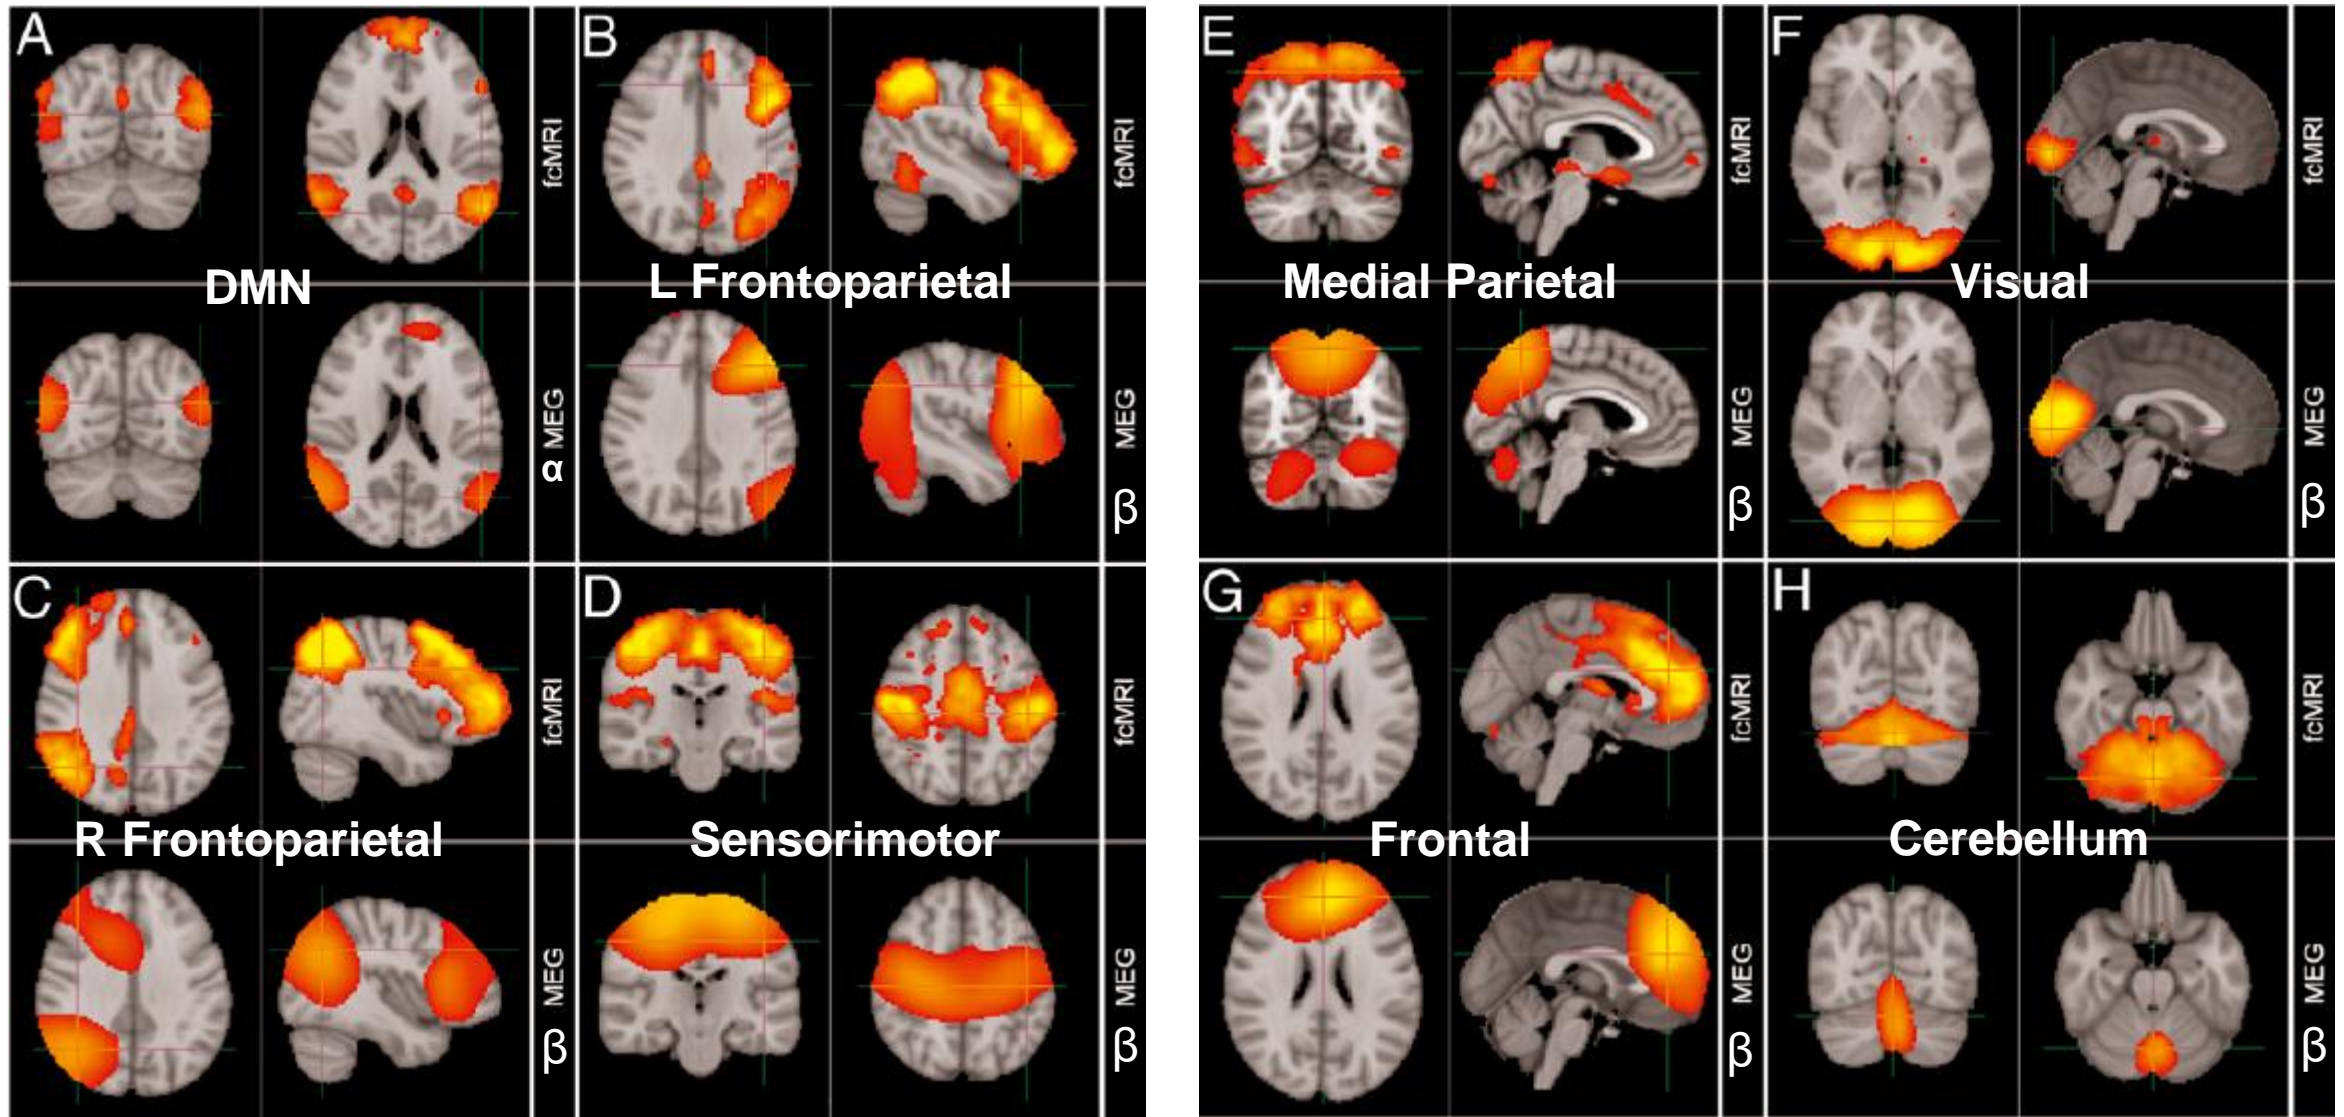 A
fcMRI
DMN
MEG
α
B
fcMRI
L Frontoparietal
MEG
β
C
fcMRI
R Frontoparietal
MEG
β
D
fcMRI
Sensorimotor
MEG
β
E
fcMRI
Medial Parietal
MEG
β
F
fcMRI
Visual
MEG
β
G
fcMRI
Frontal
MEG
β
H
fcMRI
Cerebellum
MEG
β